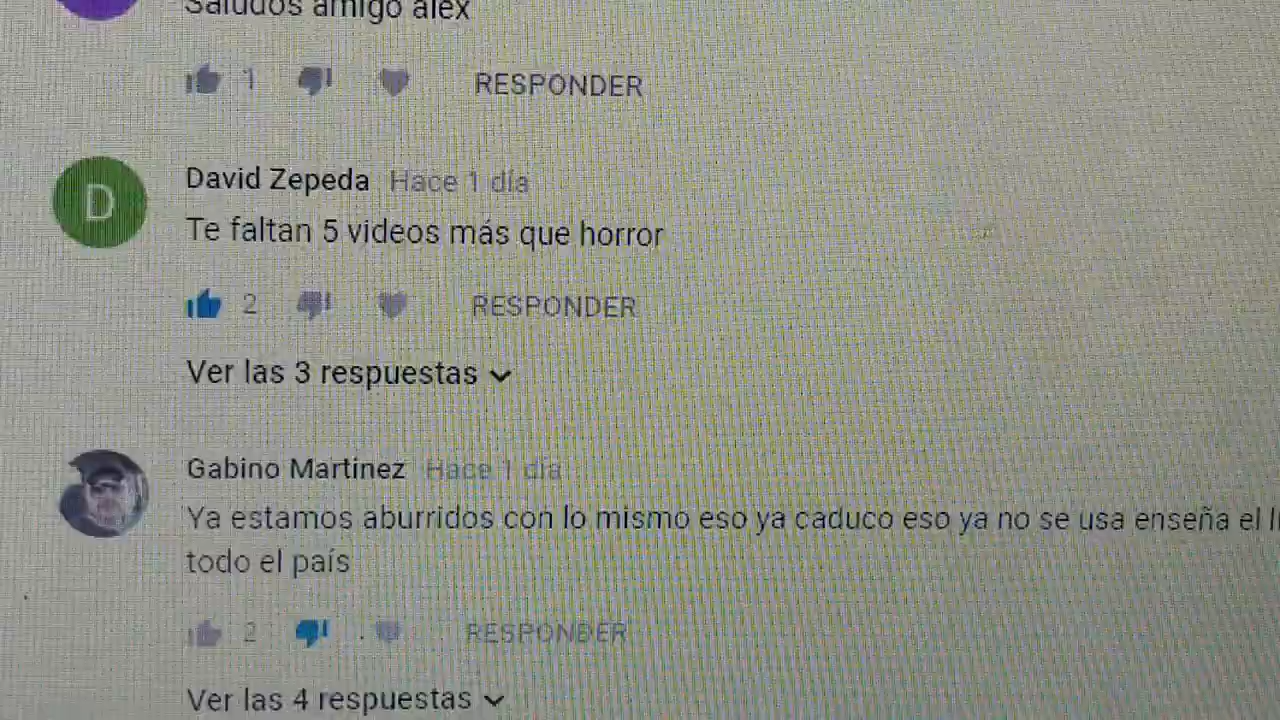 Saludos amigo alex
1 RESPONDER
D
David Zepeda Hace 1 día
Te faltan 5 videos más que horror
2 RESPONDER
Ver las 3 respuestas
Gabino Martinez Hace 1 día
Ya estamos aburridos con lo mismo eso ya caduco eso ya no se usa enseña el
todo el país
2 RESPONDER
Ver las 4 respuestas